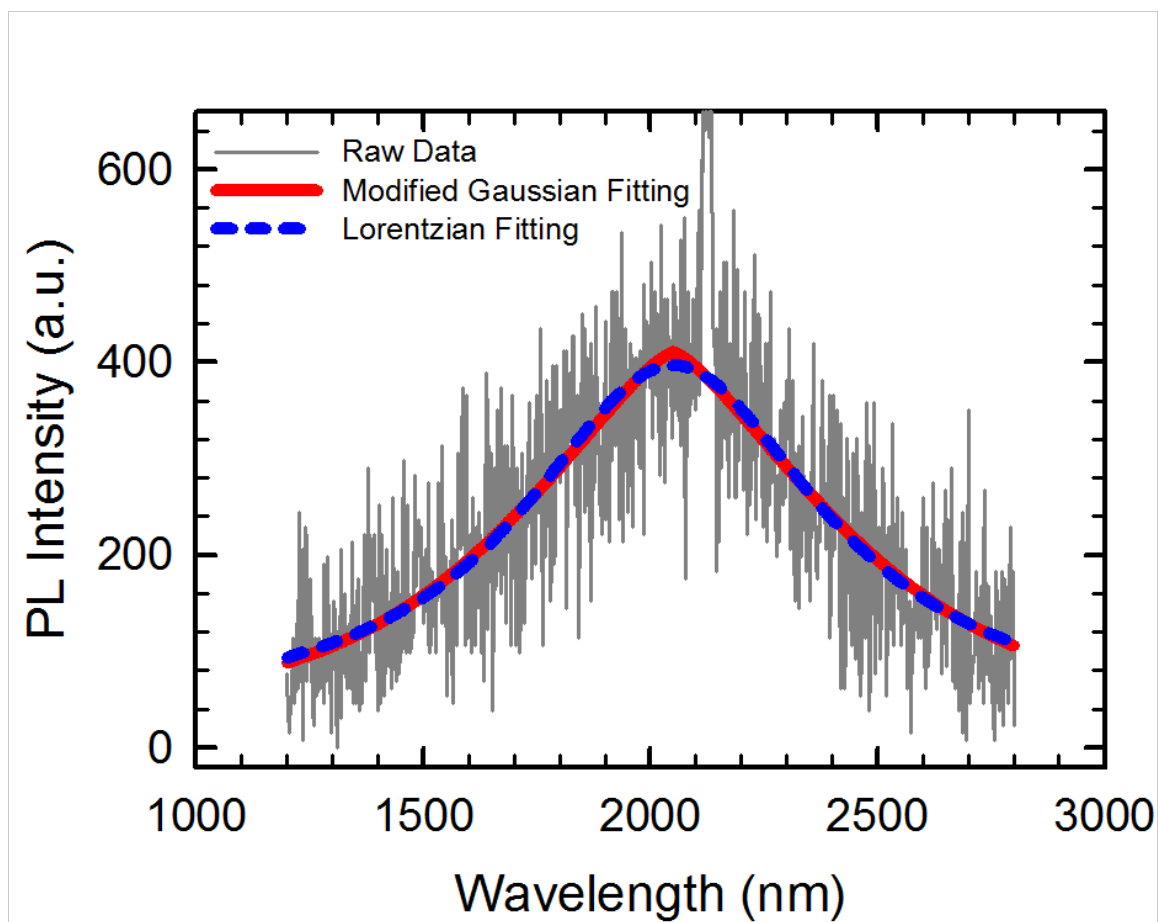 Raw Data
Modified Gaussian Fitting
Lorentzian Fitting
PL Intensity (a.u.)
600
400
200
0
1000 1500 2000 2500 3000
Wavelength (nm)